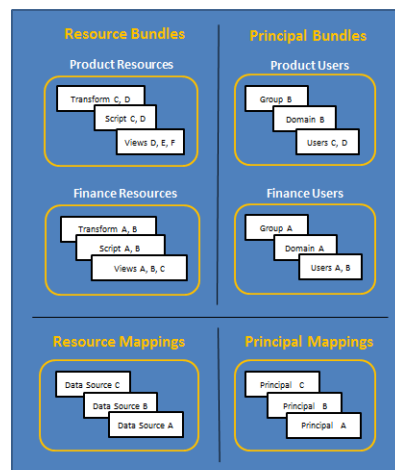 Resource Bundles
Principal Bundles
Product Resources
Product Users
Transform C, D
Script C, D
Views D, E, F
Group B
Domain B
Users C, D
Finance Resources
Finance Users
Transform A, B
Script A, B
Views A, B, C
Group A
Domain A
Users A, B
Resource Mappings
Principal Mappings
Data Source C
Data Source B
Data Source A
Principal C
Principal B
Principal A